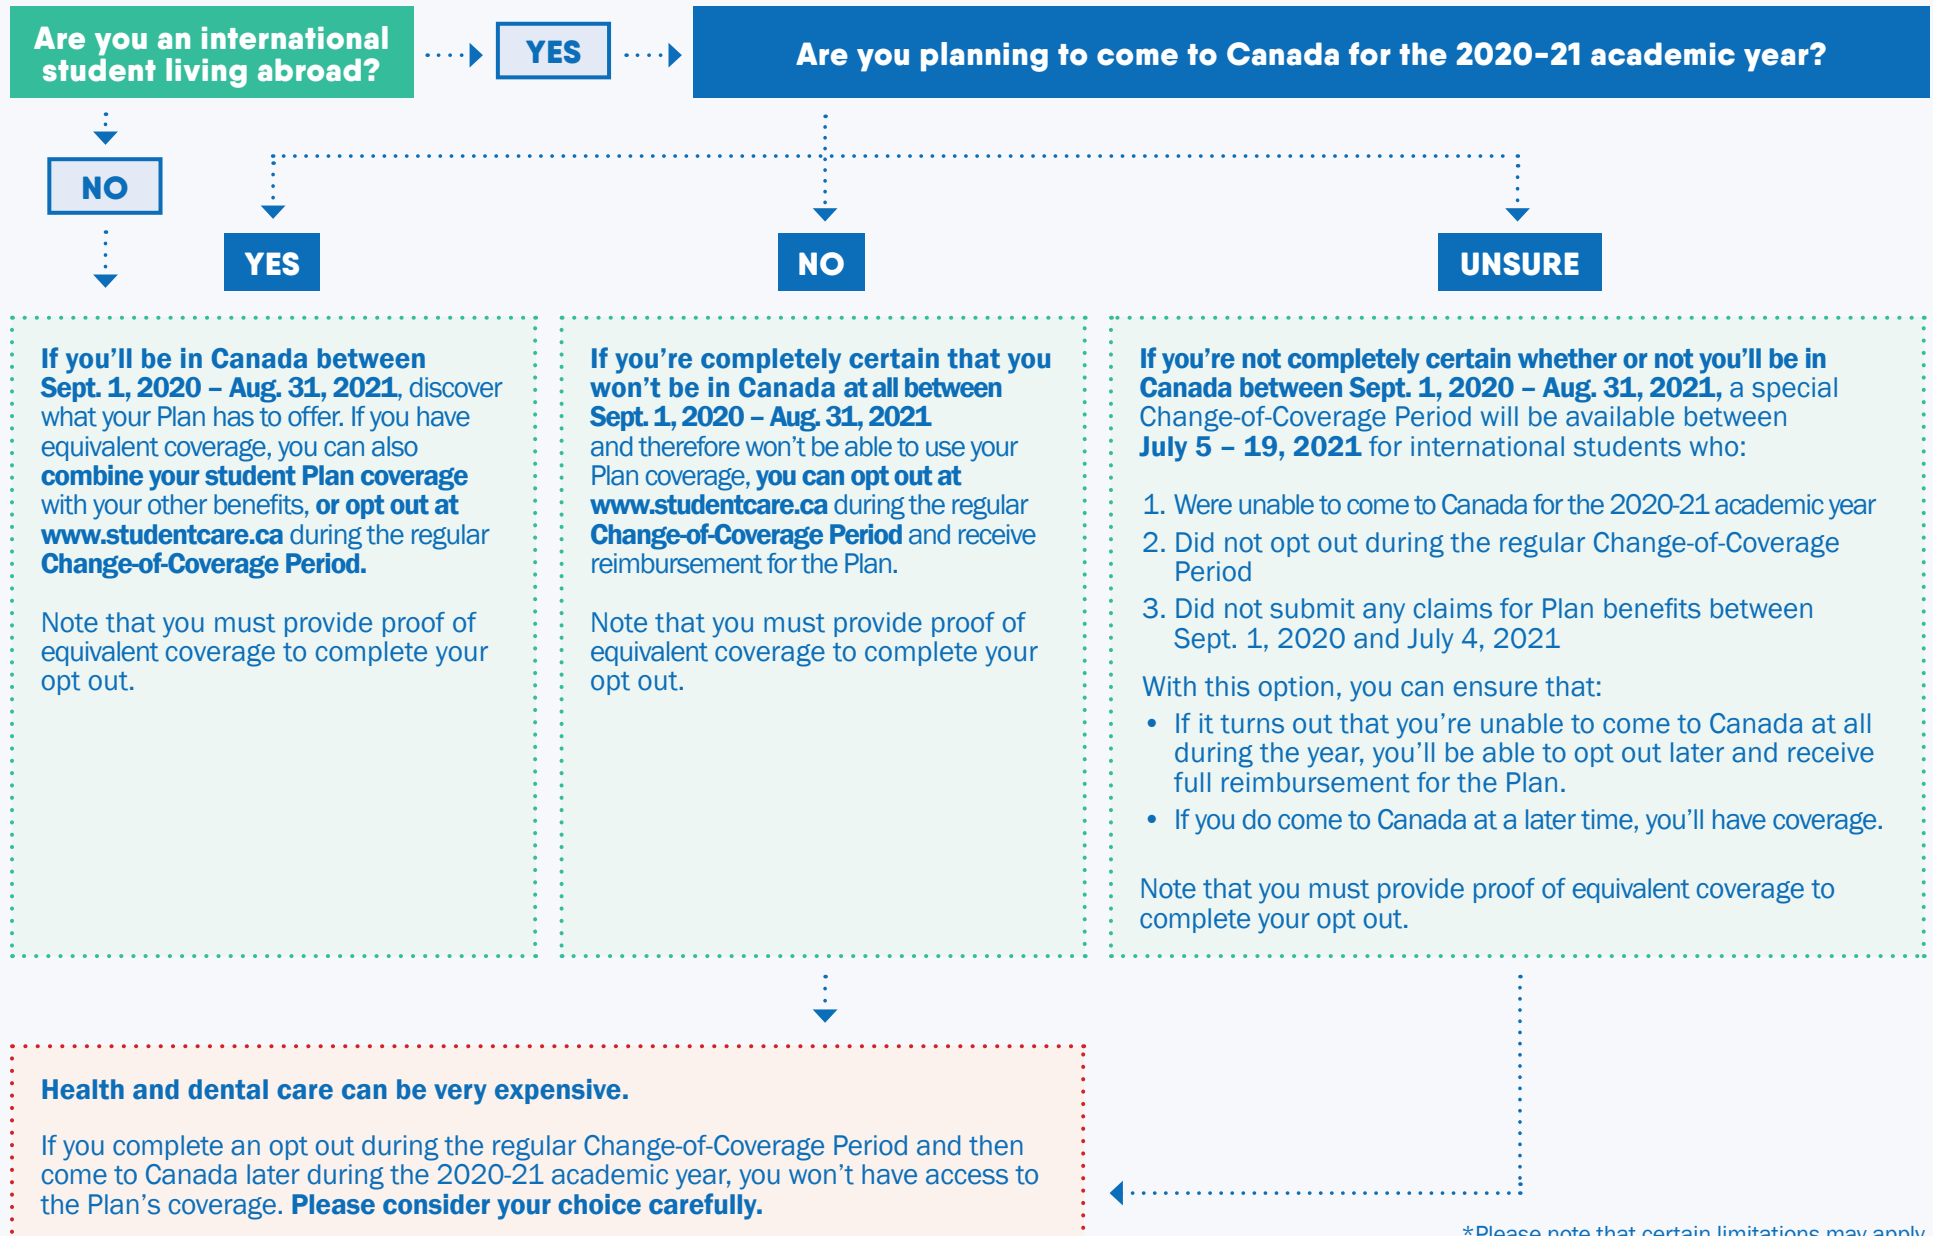 Are you an international
student living abroad?
YES
Are you planning to come to Canada for the 2020-21 academic year?
NO
YES
NO
UNSURE
If you'll be in Canada between
Sept. 1, 2020 – Aug. 31, 2021, discover
what your Plan has to offer. If you have
equivalent coverage, you can also
combine your student Plan coverage
with your other benefits, or opt out at
www.studentcare.ca during the regular
Change-of-Coverage Period.
Note that you must provide proof of
equivalent coverage to complete your
opt out.
If you're completely certain that you
won't be in Canada at all between
Sept. 1, 2020 – Aug. 31, 2021
and therefore won't be able to use your
Plan coverage, you can opt out at
www.studentcare.ca during the regular
Change-of-Coverage Period and receive
reimbursement for the Plan.
Note that you must provide proof of
equivalent coverage to complete your
opt out.
If you're not completely certain whether or not you'll be in
Canada between Sept. 1, 2020 – Aug. 31, 2021, a special
Change-of-Coverage Period will be available between
July 5 – 19, 2021 for international students who:
1. Were unable to come to Canada for the 2020-21 academic year
2. Did not opt out during the regular Change-of-Coverage
Period
3. Did not submit any claims for Plan benefits between
Sept. 1, 2020 and July 4, 2021
With this option, you can ensure that:
• If it turns out that you're unable to come to Canada at all
during the year, you'll be able to opt out later and receive
full reimbursement for the Plan.
• If you do come to Canada at a later time, you'll have coverage.
Note that you must provide proof of equivalent coverage to
complete your opt out.
Health and dental care can be very expensive.
If you complete an opt out during the regular Change-of-Coverage Period and then
come to Canada later during the 2020-21 academic year, you won't have access to
the Plan's coverage. Please consider your choice carefully.
*Please note that certain limitations may apply